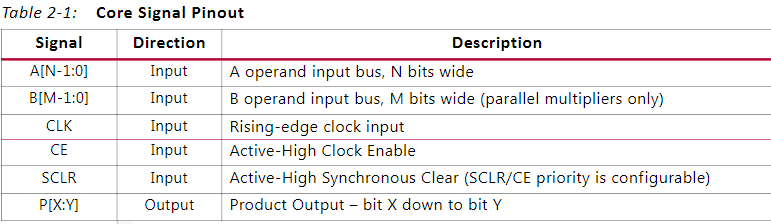 Table 2-1: Core Signal Pinout
Signal Direction Description
A[N-1:0] Input A operand input bus, N bits wide
B[M-1:0] Input B operand input bus, M bits wide (parallel multipliers only)
CLK Input Rising-edge clock input
CE Input Active-High Clock Enable
SCLR Input Active-High Synchronous Clear (SCLR/CE priority is configurable)
P[X:Y] Output Product Output – bit X down to bit Y